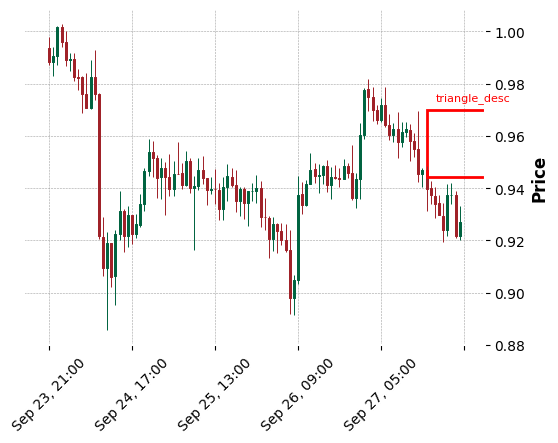 1.00
0.98
triangle_desc
0.96
0.94
0.92
0.90
0.88
Price
Sep 23, 21:00
Sep 24, 17:00
Sep 25, 13:00
Sep 26, 09:00
Sep 27, 05:00